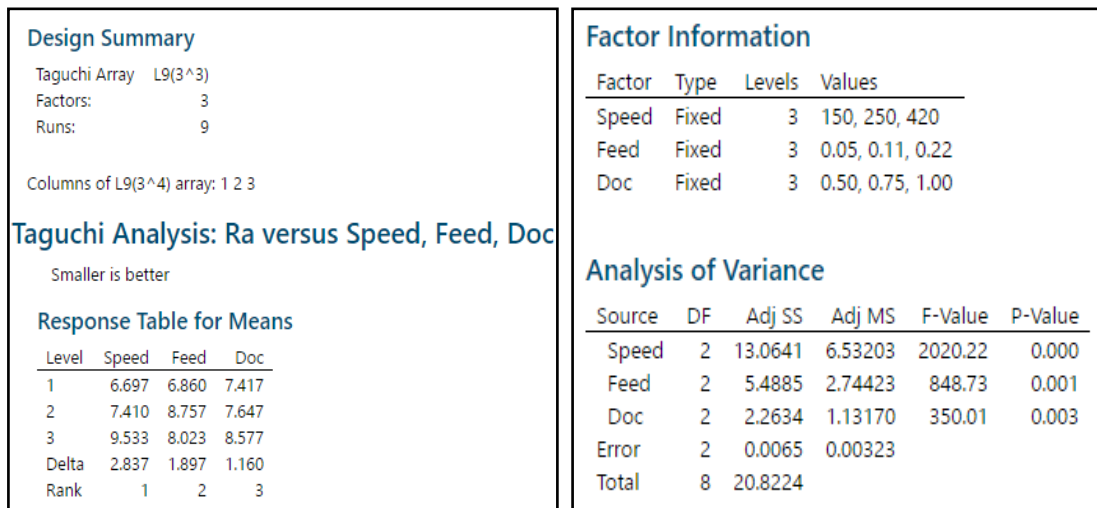 Design Summary
Taguchi Array L9(3^3)
Factors: 3
Runs: 9
Columns of L9(3^4) array: 1 2 3
Taguchi Analysis: Ra versus Speed, Feed, Doc
Smaller is better
Response Table for Means
Level Speed Feed Doc
1 6.697 6.860 7.417
2 7.410 8.757 7.647
3 9.533 8.023 8.577
Delta 2.837 1.897 1.160
Rank 1 2 3
Factor Information
Factor Type Levels Values
Speed Fixed 3 150, 250, 420
Feed Fixed 3 0.05, 0.11, 0.22
Doc Fixed 3 0.50, 0.75, 1.00
Analysis of Variance
Source DF Adj SS Adj MS F-Value P-Value
Speed 2 13.0641 6.53203 2020.22 0.000
Feed 2 5.4885 2.74423 848.73 0.001
Doc 2 2.2634 1.13170 350.01 0.003
Error 2 0.0065 0.00323
Total 8 20.8224